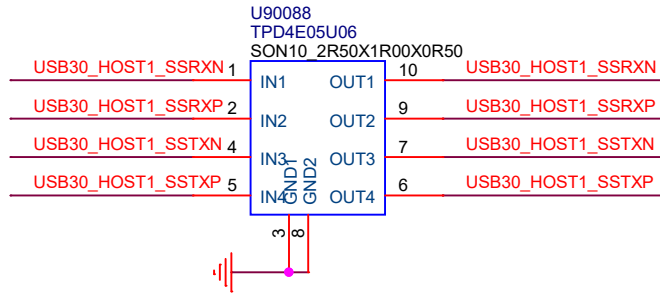 U90088
TPD4E05U06
SON10_2R50X1R00X0R50
USB30_HOST1_SSRXN 1 IN1 OUT1 10 USB30_HOST1_SSRXN
USB30_HOST1_SSRXP 2 IN2 OUT2 9 USB30_HOST1_SSRXP
USB30_HOST1_SSTXN 4 IN3 OUT3 7 USB30_HOST1_SSTXN
USB30_HOST1_SSTXP 5 IN4 OUT4 6 USB30_HOST1_SSTXP
GND1
GND2
3
8